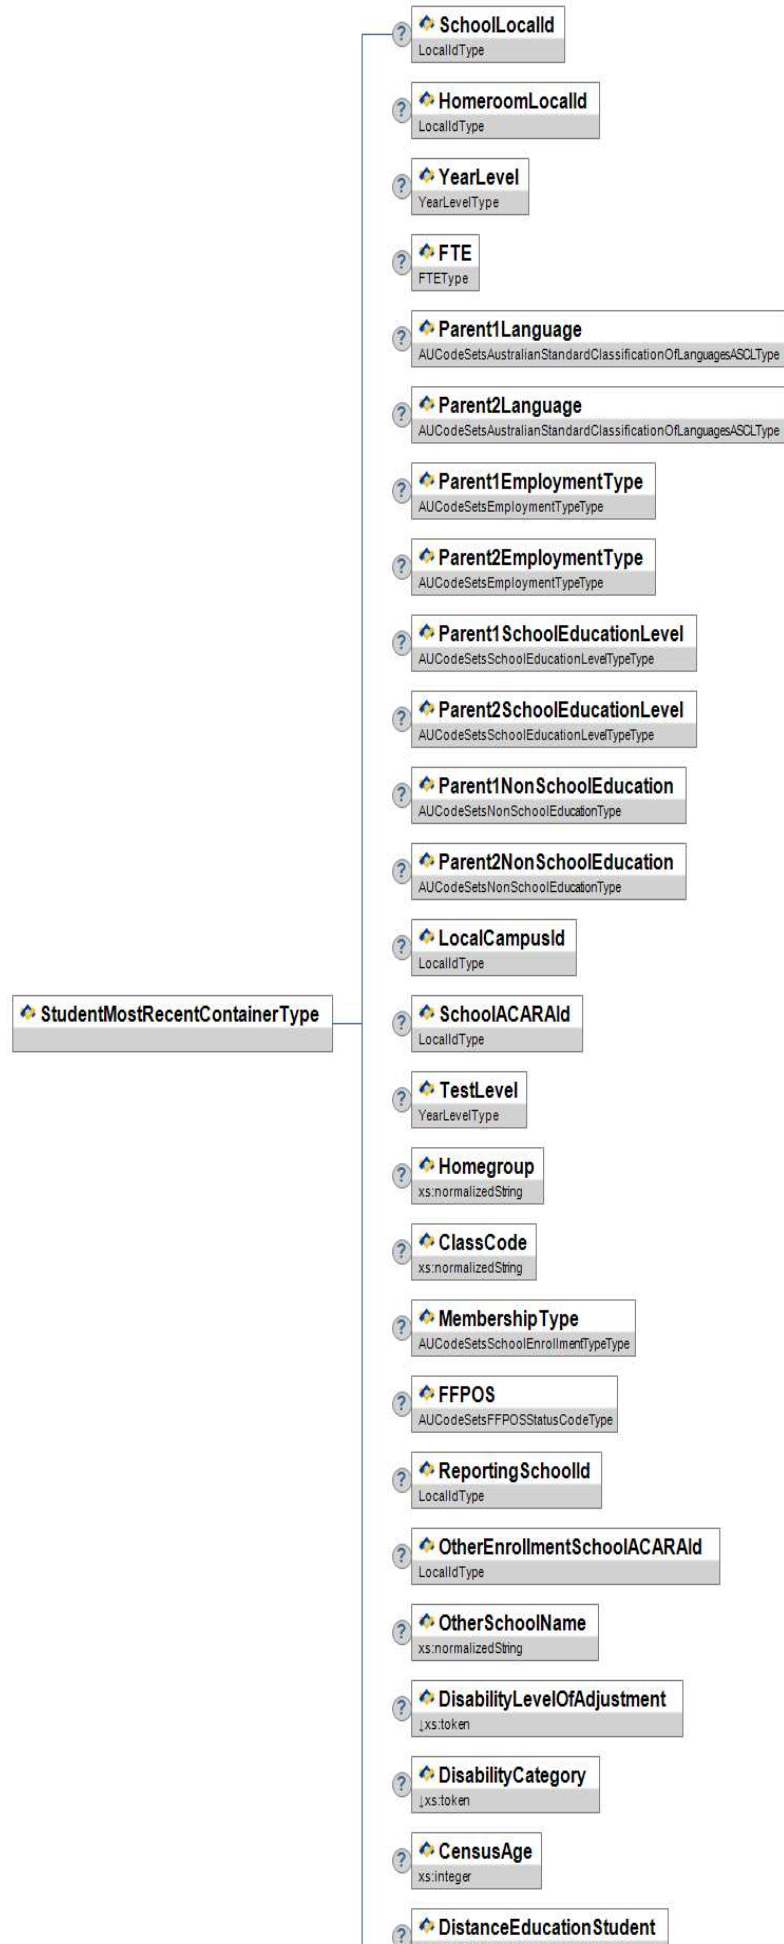 ?
SchoolLocalId
LocalIdType
?
HomeroomLocalId
LocalIdType
?
YearLevel
YearLevelType
?
FTE
FTEType
?
Parent1Language
AUCodeSetsAustralianStandardClassificationOfLanguagesASCLType
?
Parent2Language
AUCodeSetsAustralianStandardClassificationOfLanguagesASCLType
?
Parent1EmploymentType
AUCodeSetsEmploymentTypeType
?
Parent2EmploymentType
AUCodeSetsEmploymentTypeType
?
Parent1SchoolEducationLevel
AUCodeSetsSchoolEducationLevelTypeType
?
Parent2SchoolEducationLevel
AUCodeSetsSchoolEducationLevelTypeType
?
Parent1NonSchoolEducation
AUCodeSetsNonSchoolEducationType
?
Parent2NonSchoolEducation
AUCodeSetsNonSchoolEducationType
?
LocalCampusId
LocalIdType
StudentMostRecentContainerType
?
SchoolACARAId
LocalIdType
?
TestLevel
YearLevelType
?
Homegroup
xs:normalizedString
?
ClassCode
xs:normalizedString
?
MembershipType
AUCodeSetsSchoolEnrollmentTypeType
?
FFPOS
AUCodeSetsFFPOSStatusCodeType
?
ReportingSchoolId
LocalIdType
?
OtherEnrollmentSchoolACARAId
LocalIdType
?
OtherSchoolName
xs:normalizedString
?
DisabilityLevelOfAdjustment
↓xs:token
?
DisabilityCategory
↓xs:token
?
CensusAge
xs:integer
?
DistanceEducationStudent